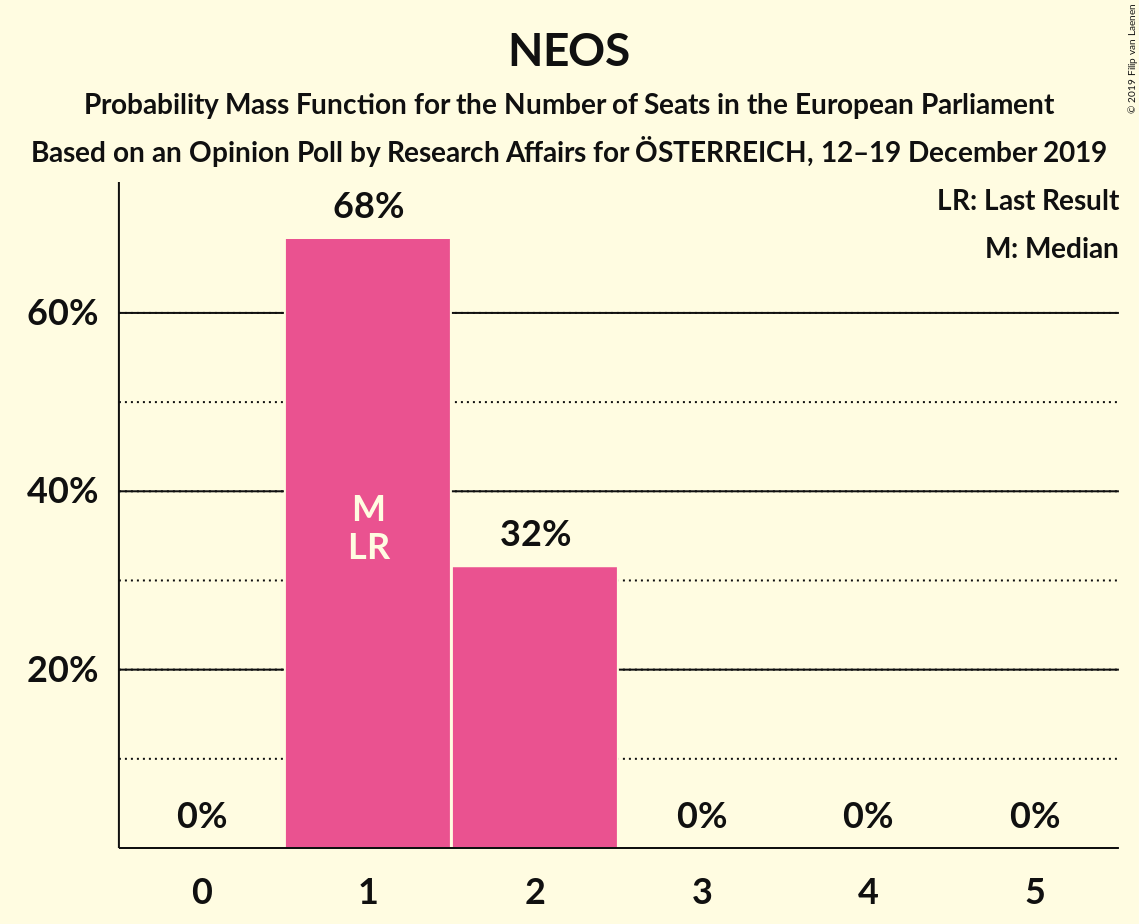 NEOS
Probability Mass Function for the Number of Seats in the European Parliament
Based on an Opinion Poll by Research Affairs for ÖSTERREICH, 12–19 December 2019
© 2019 Filip van Laenen
LR: Last Result
M: Median
68%
60%
40%
M
LR
32%
20%
0%
0%
0%
0%
0
1
2
3
4
5